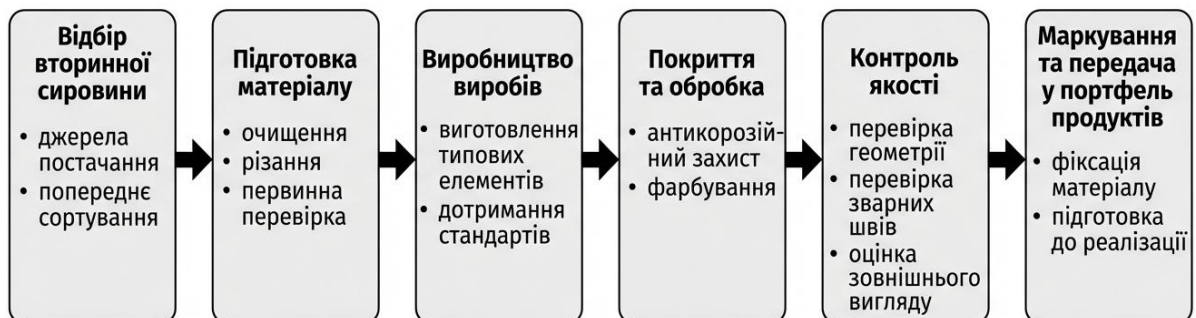 Відбір
вторинної
сировини
• джерела
постачання
• попереднє
сортування
Підготовка
матеріалу
• очищення
• різання
• первинна
перевірка
Виробництво
виробів
• виготовлення
типових
елементів
• дотримання
стандартів
Покриття
та обробка
• антикорозій-
ний захист
• фарбування
Контроль
якості
• перевірка
геометрії
• перевірка
зварних
швів
• оцінка
зовнішнього
вигляду
Маркування
та передача
у портфель
продуктів
• фіксація
матеріалу
• підготовка
до реалізації